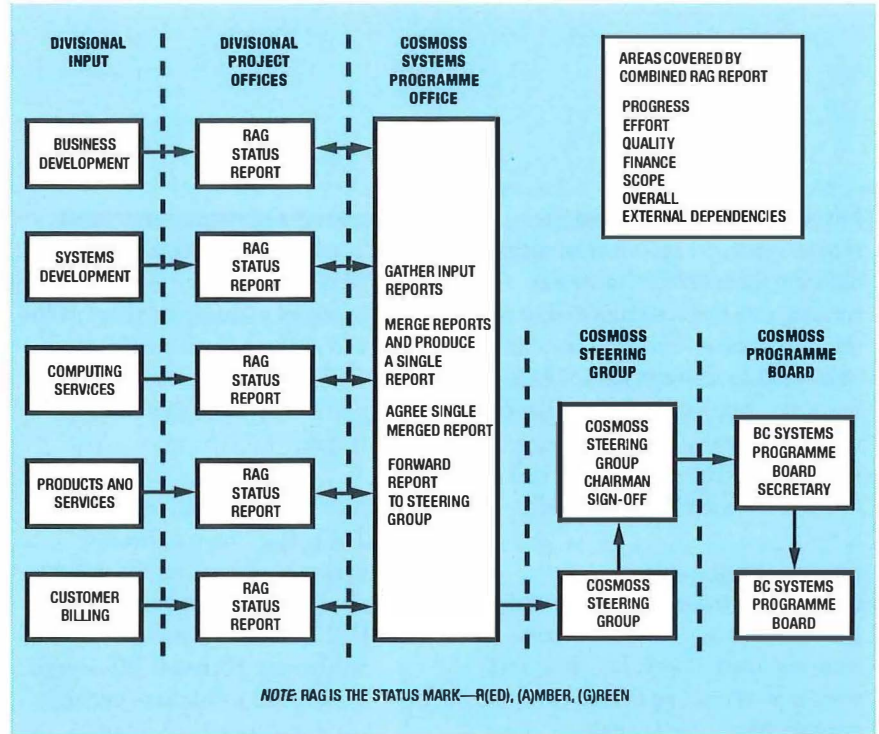 DIVISIONAL
INPUT
DIVISIONAL
PROJECT
OFFICES
COSMOSS
SYSTEMS
PROGRAMME
OFFICE
AREAS COVERED BY
COMBINED RAG REPORT
PROGRESS
EFFORT
QUALITY
FINANCE
SCOPE
OVERALL
EXTERNAL DEPENDENCIES
BUSINESS
DEVELOPMENT
RAG
STATUS
REPORT
SYSTEMS
DEVELOPMENT
RAG
STATUS
REPORT
COMPUTING
SERVICES
RAG
STATUS
REPORT
PRODUCTS AND
SERVICES
RAG
STATUS
REPORT
CUSTOMER
BILLING
RAG
STATUS
REPORT
GATHER INPUT
REPORTS
MERGE REPORTS
AND PRODUCE
A SINGLE
REPORT
AGREE SINGLE
MERGED REPORT
FORWARD
REPORT
TO STEERING
GROUP
COSMOSS
STEERING
GROUP
COSMOSS
PROGRAMME
BOARD
COSMOSS
STEERING
GROUP
CHAIRMAN
SIGN-OFF
BC SYSTEMS
PROGRAMME
BOARD
SECRETARY
COSMOSS
STEERING
GROUP
BC SYSTEMS
PROGRAMME
BOARD
NOTE: RAG IS THE STATUS MARK—R(ED), (A)MBER, (G)REEN